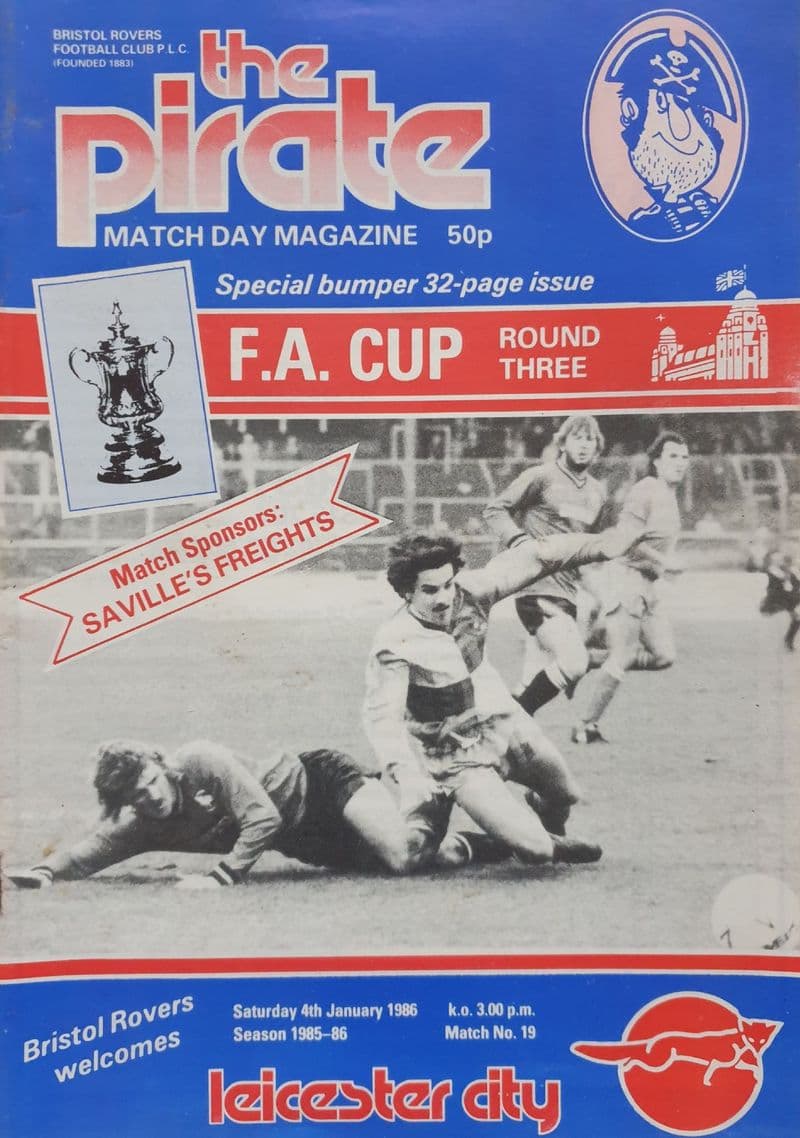 BRISTOL ROVERS
FOOTBALL CLUB P.L.C.
(FOUNDED 1883)
the
pirate
MATCH DAY MAGAZINE 50p
Special bumper 32-page issue
F.A. CUP
ROUND
THREE
Match Sponsors:
SAVILLE'S FREIGHTS
Bristol Rovers
welcomes
Saturday 4th January 1986 k.o. 3.00 p.m.
Season 1985–86 Match No. 19
leicester city